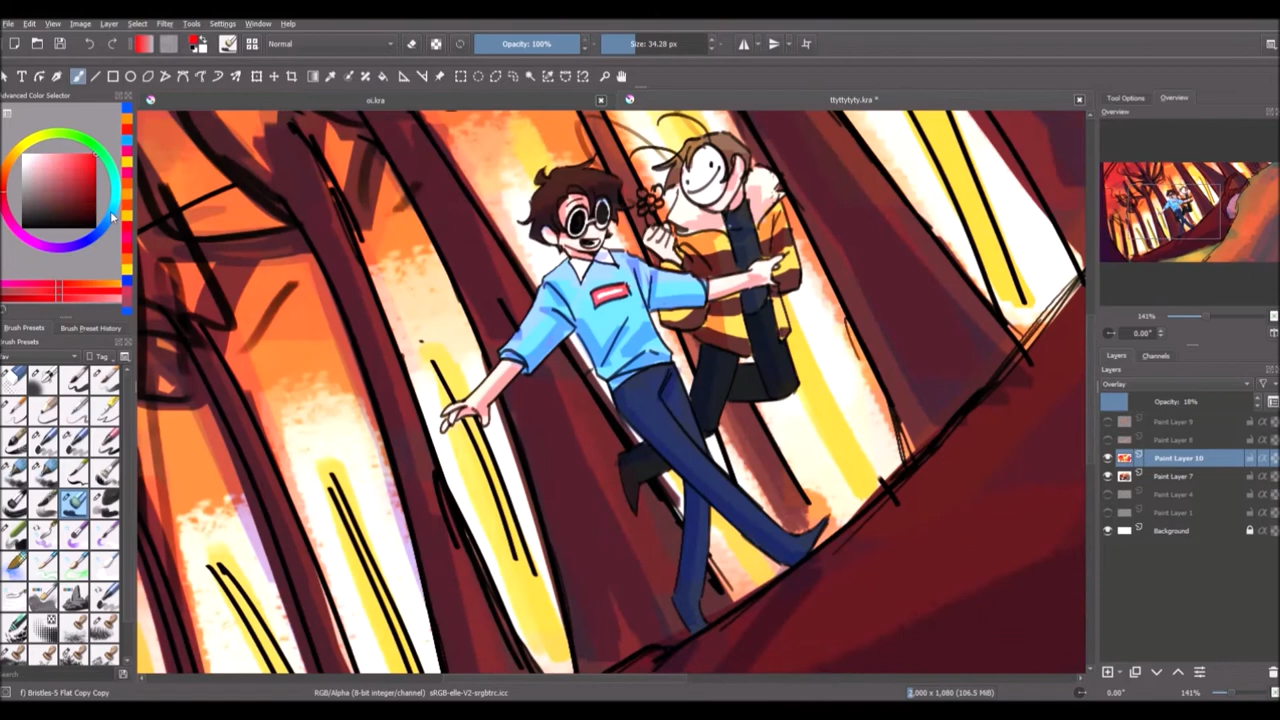 File Edit View Image Layer Select Filter Tools Settings Window Help
Normal Opacity: 100% Size: 34.28 px
Advanced Color Selector
oi.kra ttyttytyty.kra *
Tool Options Overview
Overview
141%
0.00°
Layers Channels
Layers
Overlay
Opacity: 18%
Paint Layer 9
Paint Layer 8
Paint Layer 10
Paint Layer 7
Paint Layer 4
Paint Layer 1
Background
Brush Presets Brush Preset History
Brush Presets
Tag
f) Bristles-5 Flat Copy Copy RGB/Alpha (8-bit integer/channel) sRGB-elle-V2-srgbtrc.icc 2,000 x 1,080 (106.5 MiB) 0.00° 141%